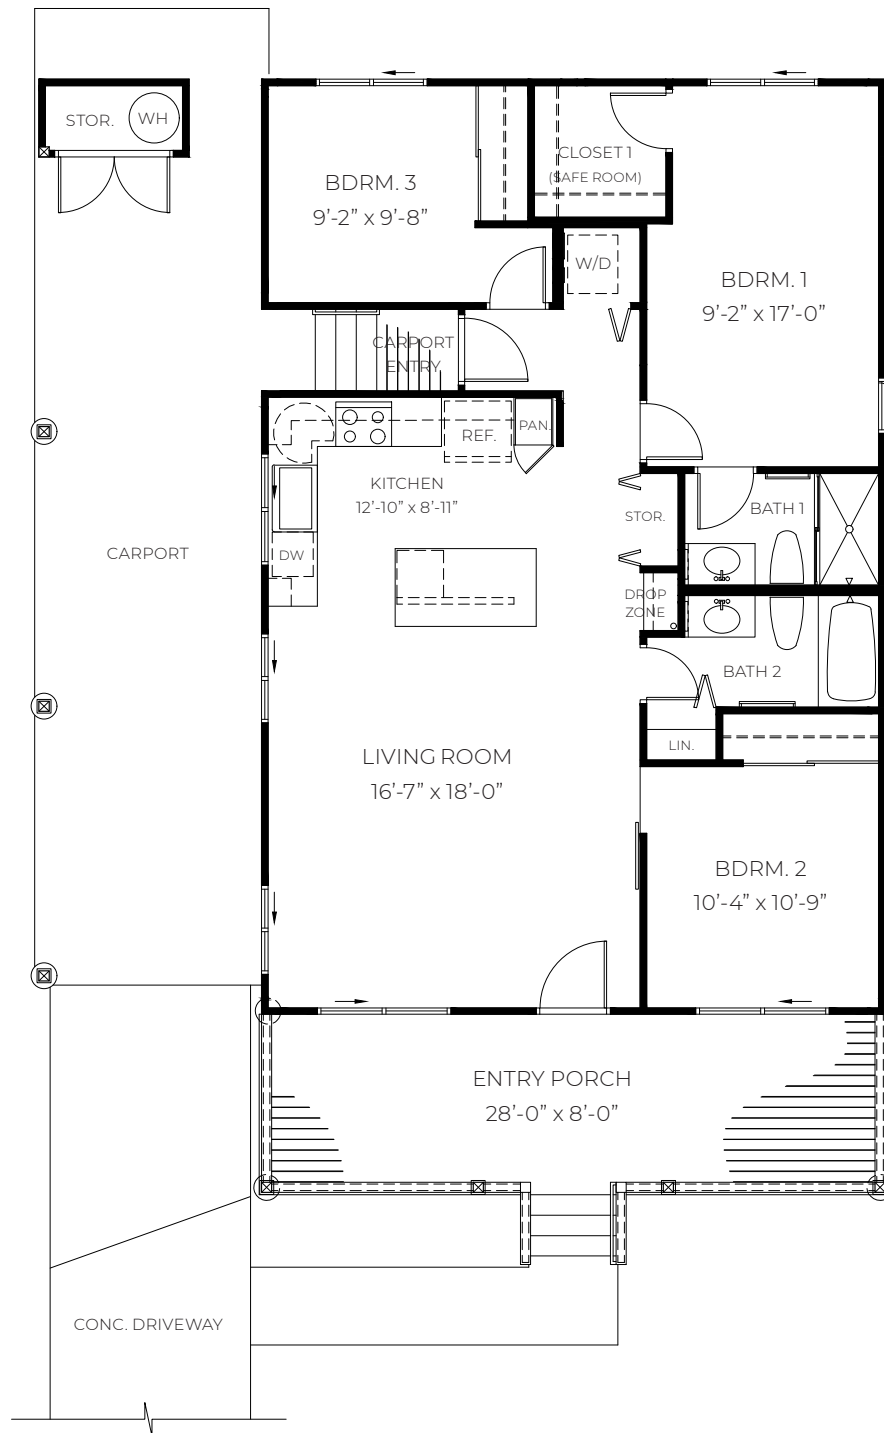 STOR.
WH
BDRM. 3
9’-2” x 9’-8”
CLOSET 1
(SAFE ROOM)
W/D
BDRM. 1
9’-2” x 17’-0”
CARPORT
ENTRY
REF.
PAN.
KITCHEN
12’-10” x 8’-11”
DW
STOR.
BATH 1
CARPORT
DROP
ZONE
BATH 2
LIN.
LIVING ROOM
16’-7” x 18’-0”
BDRM. 2
10’-4” x 10’-9”
ENTRY PORCH
28’-0” x 8’-0”
CONC. DRIVEWAY